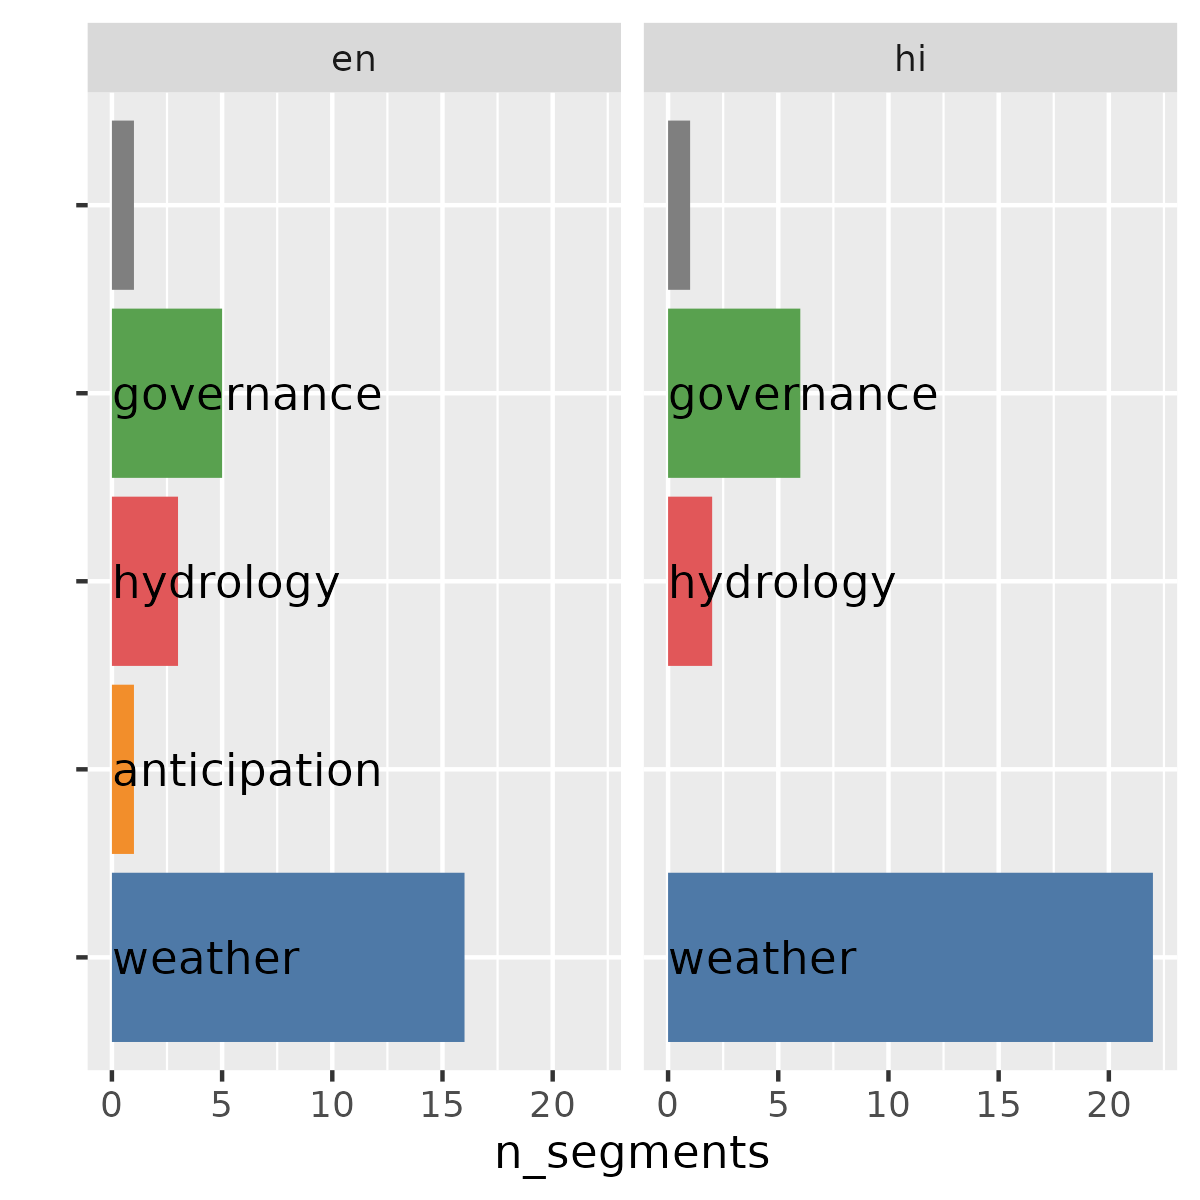 en
hi
governance
governance
hydrology
hydrology
anticipation
weather
weather
0 5 10 15 20
0 5 10 15 20
n_segments